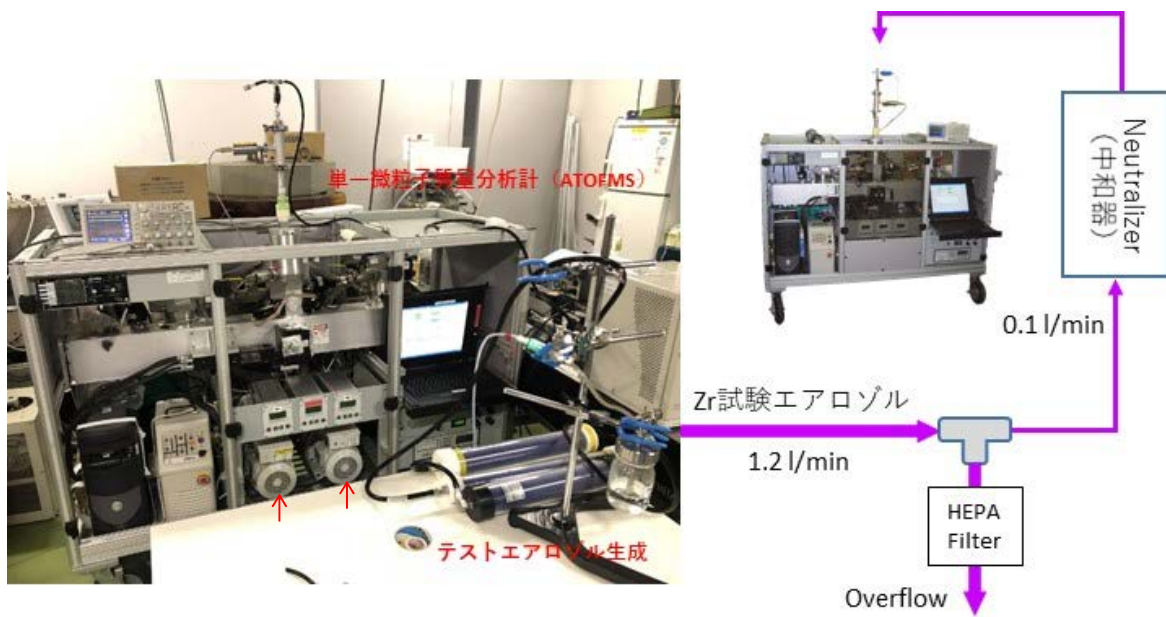 単一微粒子質量分析計（ATOFMS）
テストエアロゾル生成
Neutralizer
（中和器）
0.1 l/min
Zr試験エアロゾル
1.2 l/min
HEPA
Filter
Overflow